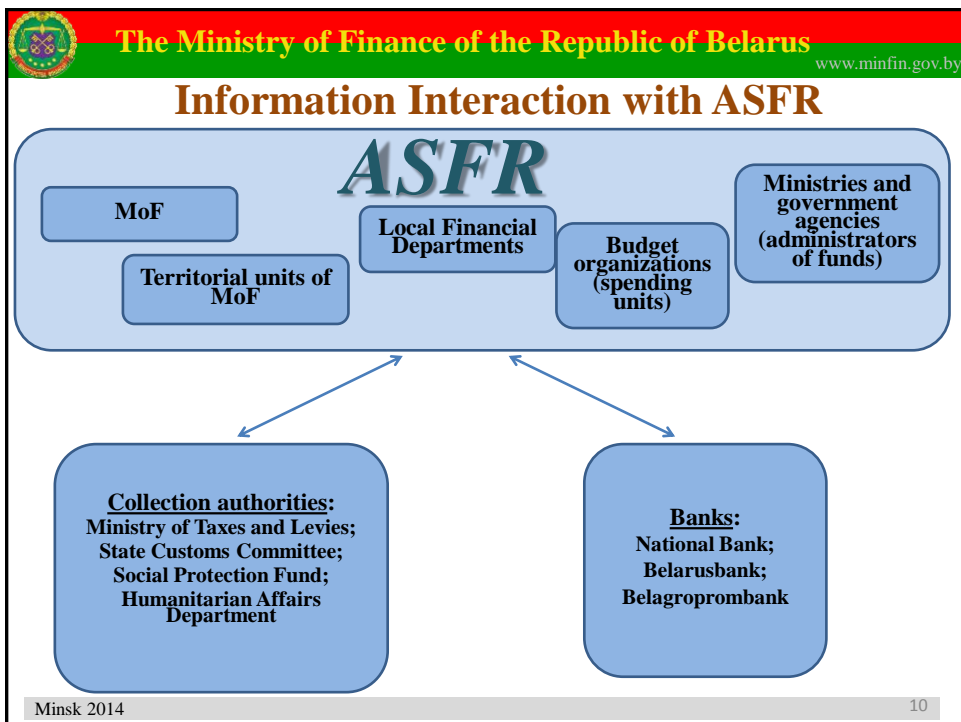 The Ministry of Finance of the Republic of Belarus
www.minfin.gov.by
Information Interaction with ASFR
ASFR
MoF
Territorial units of
MoF
Local Financial
Departments
Budget
organizations
(spending
units)
Ministries and
government
agencies
(administrators
of funds)
Collection authorities:
Ministry of Taxes and Levies;
State Customs Committee;
Social Protection Fund;
Humanitarian Affairs
Department
Banks:
National Bank;
Belarusbank;
Belagroprombank
Minsk 2014
10